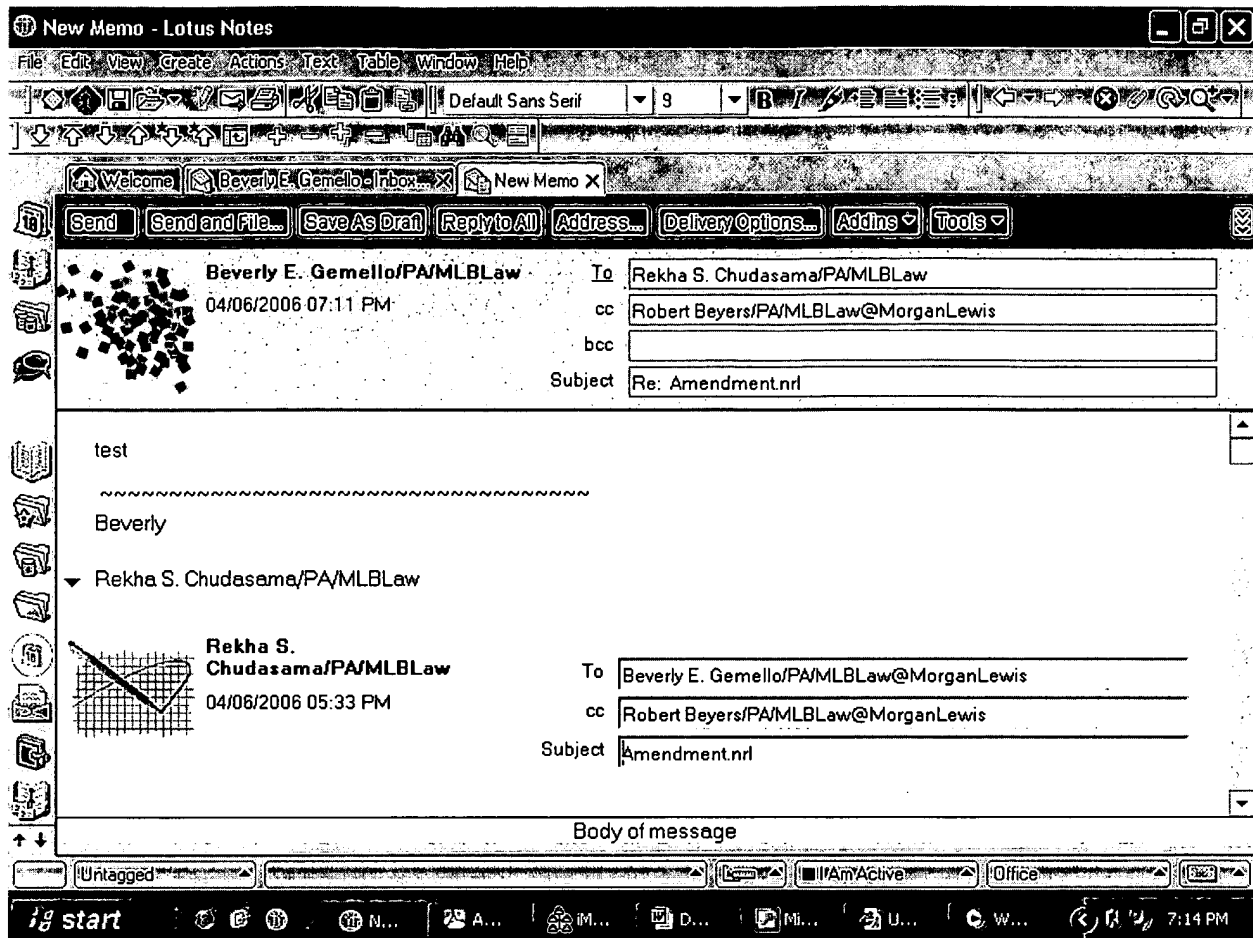 New Memo - Lotus Notes
File Edit View Create Actions Text Table Window Help
Default Sans Serif 9 B I
Welcome Beverly E. Gemello - Inbox New Memo X
Send Send and File... Save As Draft Reply to All Address... Delivery Options... Addins Tools
Beverly E. Gemello/PA/MLBLaw
04/06/2006 07:11 PM
To Rekha S. Chudasama/PA/MLBLaw
cc Robert Beyers/PA/MLBLaw@MorganLewis
bcc
Subject Re: Amendment.nrl
test
~~~~~~~~~~~~~~~~~~~~~~~~~~~~~~~~~~~
Beverly
Rekha S. Chudasama/PA/MLBLaw
Rekha S.
Chudasama/PA/MLBLaw
04/06/2006 05:33 PM
To Beverly E. Gemello/PA/MLBLaw@MorganLewis
cc Robert Beyers/PA/MLBLaw@MorganLewis
Subject Amendment.nrl
Body of message
Untagged I Am Active Office
start N... A... iM... D... Mi... U... W... 7:14 PM